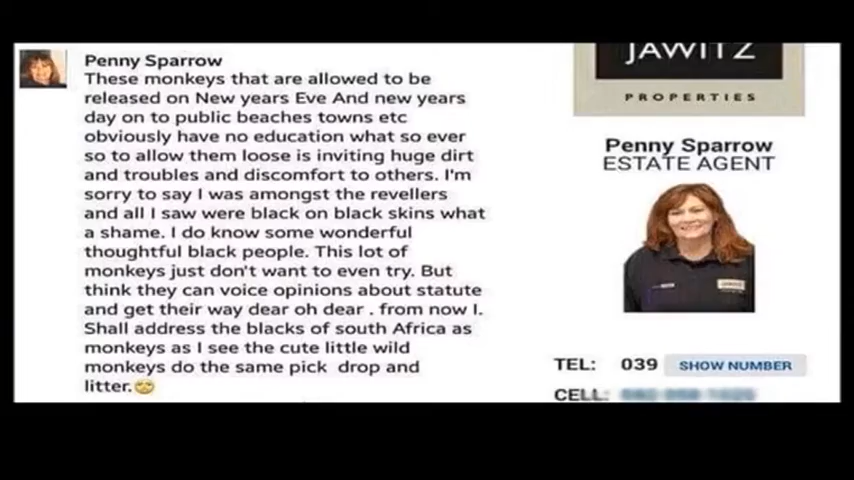 Penny Sparrow
These monkeys that are allowed to be
released on New years Eve And new years
day on to public beaches towns etc
obviously have no education what so ever
so to allow them loose is inviting huge dirt
and troubles and discomfort to others. I'm
sorry to say I was amongst the revellers
and all I saw were black on black skins what
a shame. I do know some wonderful
thoughtful black people. This lot of
monkeys just don't want to even try. But
think they can voice opinions about statute
and get their way dear oh dear . from now I.
Shall address the blacks of south Africa as
monkeys as I see the cute little wild
monkeys do the same pick drop and
litter.
JAWITZ
PROPERTIES
Penny Sparrow
ESTATE AGENT
TEL: 039 SHOW NUMBER
CELL: